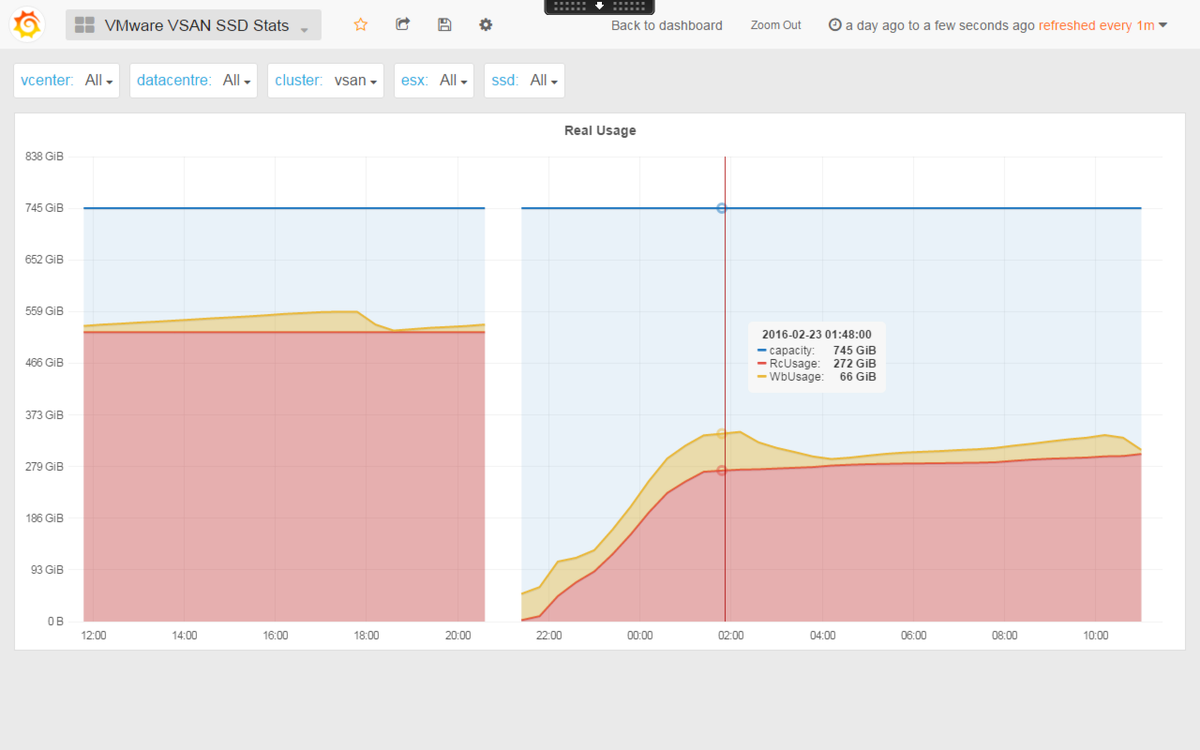 VMware VSAN SSD Stats Back to dashboard Zoom Out a day ago to a few seconds ago refreshed every 1m
vcenter: All datacentre: All cluster: vsan esx: All ssd: All
Real Usage
838 GiB
745 GiB
652 GiB
559 GiB
466 GiB
373 GiB
279 GiB
186 GiB
93 GiB
0 B
2016-02-23 01:48:00
capacity: 745 GiB
RcUsage: 272 GiB
WbUsage: 66 GiB
12:00 14:00 16:00 18:00 20:00 22:00 00:00 02:00 04:00 06:00 08:00 10:00